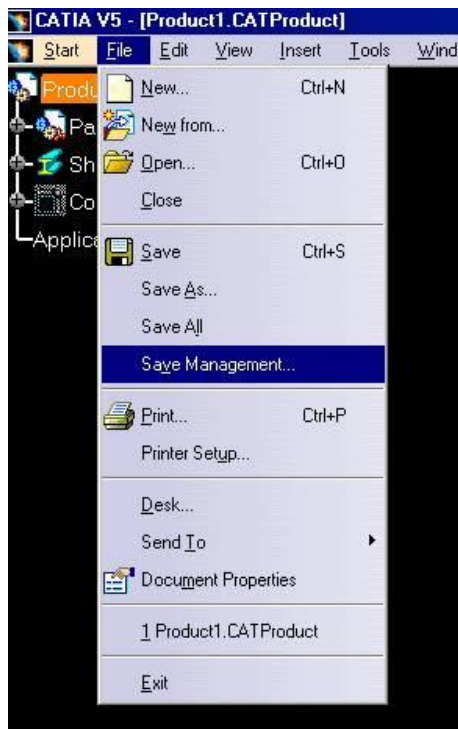 CATIA V5 - [Product1.CATProduct]
Start File Edit View Insert Tools Wind
Produ
Pa
Sh
Co
Applica
New... Ctrl+N
New from...
Open... Ctrl+O
Close
Save Ctrl+S
Save As...
Save All
Save Management...
Print... Ctrl+P
Printer Setup...
Desk...
Send To
Document Properties
1 Product1.CATProduct
Exit